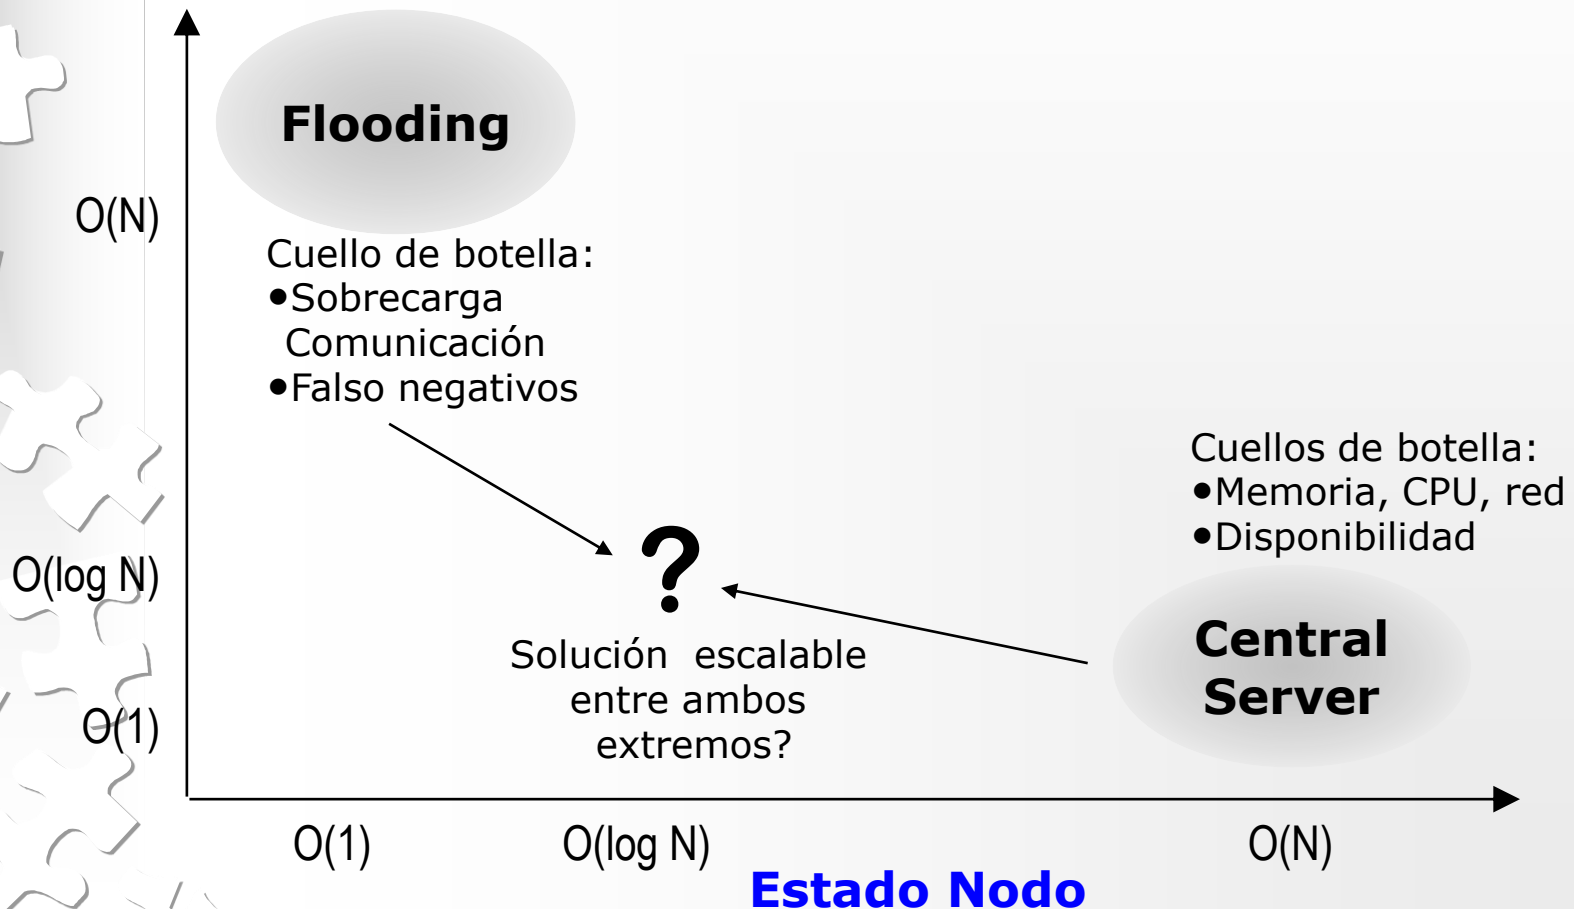 Flooding
O(N)
Cuello de botella:
•Sobrecarga
Comunicación
•Falso negativos
Cuellos de botella:
•Memoria, CPU, red
•Disponibilidad
O(log N)
?
Central
Server
Solución escalable
entre ambos
extremos?
O(1)
O(1)
O(log N)
O(N)
Estado Nodo